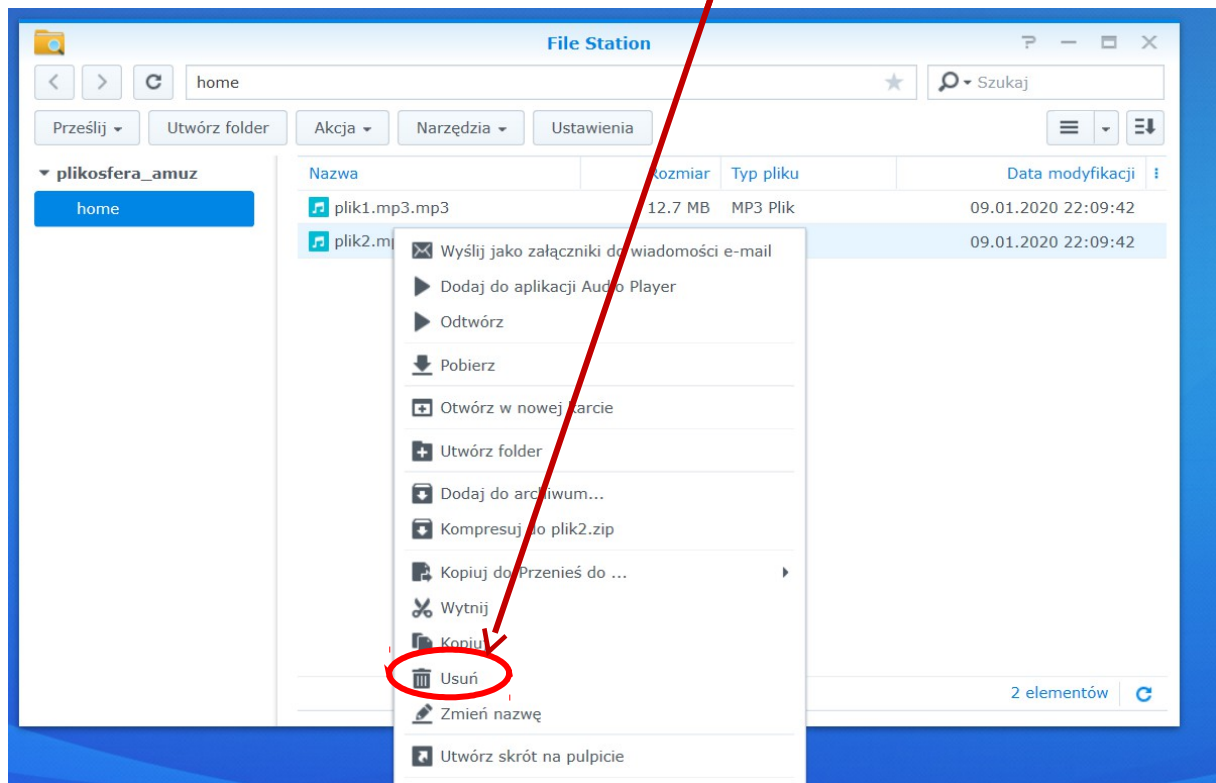 File Station
home
Szukaj
Prześlij Utwórz folder Akcja Narzędzia Ustawienia
plikosfera_amuz
home
Nazwa Rozmiar Typ pliku Data modyfikacji
plik1.mp3.mp3 12.7 MB MP3 Plik 09.01.2020 22:09:42
09.01.2020 22:09:42
Wyślij jako załączniki do wiadomości e-mail
Dodaj do aplikacji Audio Player
Odtwórz
Pobierz
Otwórz w nowej karcie
Utwórz folder
Dodaj do archiwum...
Kompresuj do plik2.zip
Kopiuj do/Przenieś do ...
Wytnij
Kopiuj
Usuń
Zmień nazwę
Utwórz skrót na pulpicie
2 elementów